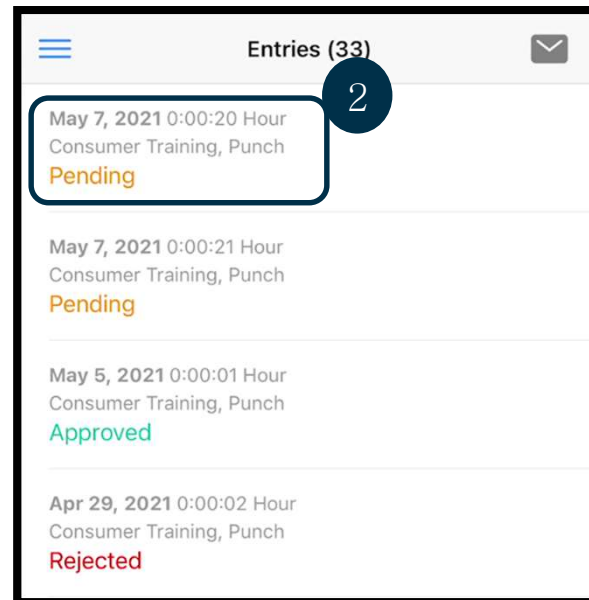 Entries (33)
2
May 7, 2021 0:00:20 Hour
Consumer Training, Punch
Pending
May 7, 2021 0:00:21 Hour
Consumer Training, Punch
Pending
May 5, 2021 0:00:01 Hour
Consumer Training, Punch
Approved
Apr 29, 2021 0:00:02 Hour
Consumer Training, Punch
Rejected